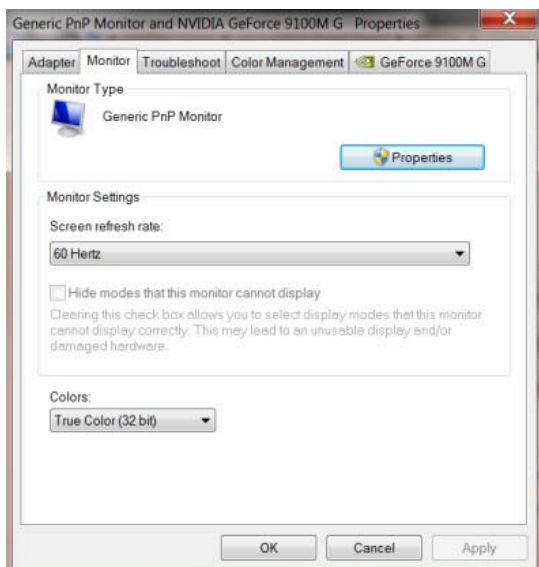 Generic PnP Monitor and NVIDIA GeForce 9100M G Properties
Adapter Monitor Troubleshoot Color Management GeForce 9100M G
Monitor Type
Generic PnP Monitor
Properties
Monitor Settings
Screen refresh rate:
60 Hertz
Hide modes that this monitor cannot display
Clearing this check box allows you to select display modes that this monitor
cannot display correctly. This may lead to an unusable display and/or
damaged hardware.
Colors:
True Color (32 bit)
OK Cancel Apply